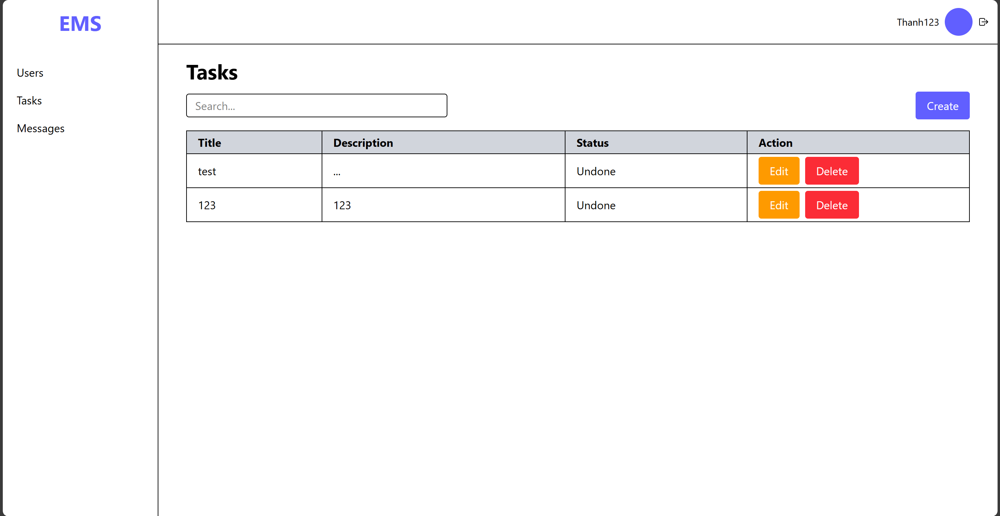 EMS
Thanh123
Users
Tasks
Messages
Tasks
Search...
Create
Title Description Status Action
test ... Undone Edit Delete
123 123 Undone Edit Delete